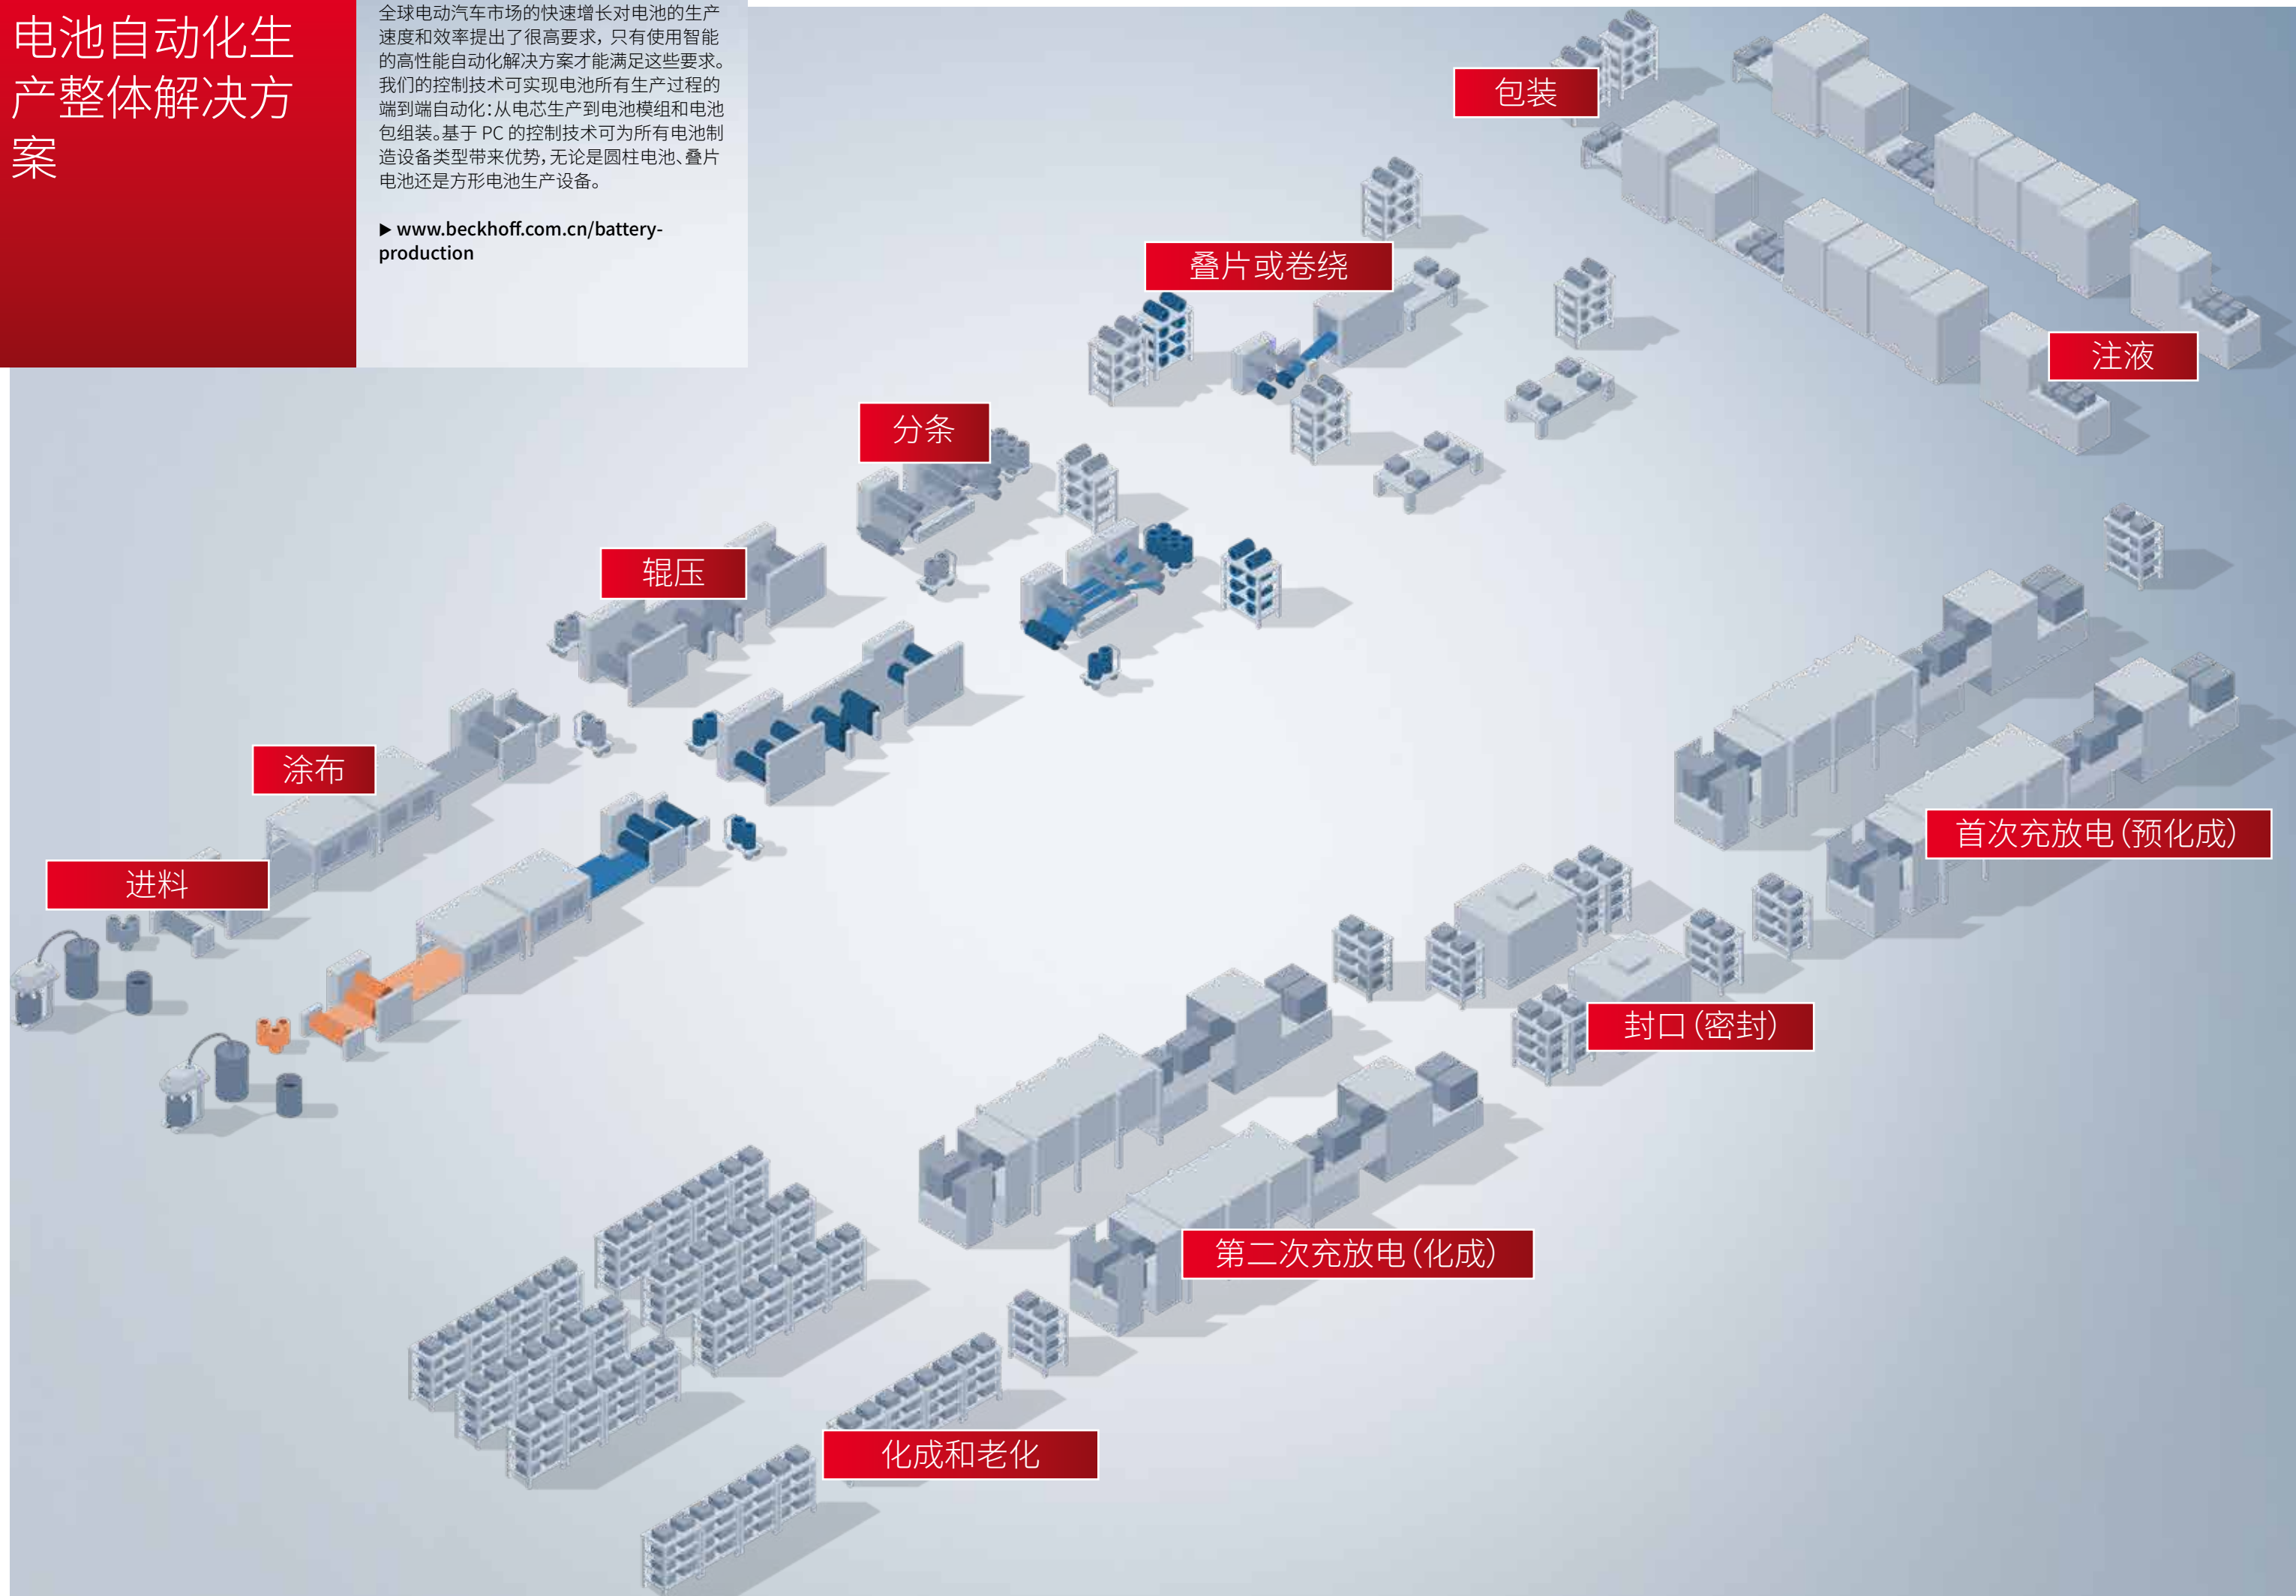 电池自动化生
产整体解决方
案
全球电动汽车市场的快速增长对电池的生产
速度和效率提出了很高要求，只有使用智能
的高性能自动化解决方案才能满足这些要求。
我们的控制技术可实现电池所有生产过程的
端到端自动化：从电芯生产到电池模组和电池
包组装。基于 PC 的控制技术可为所有电池制
造设备类型带来优势，无论是圆柱电池、叠片
电池还是方形电池生产设备。
▶ www.beckhoff.com.cn/battery-
production
包装
叠片或卷绕
注液
分条
辊压
涂布
首次充放电（预化成）
进料
封口（密封）
第二次充放电（化成）
化成和老化